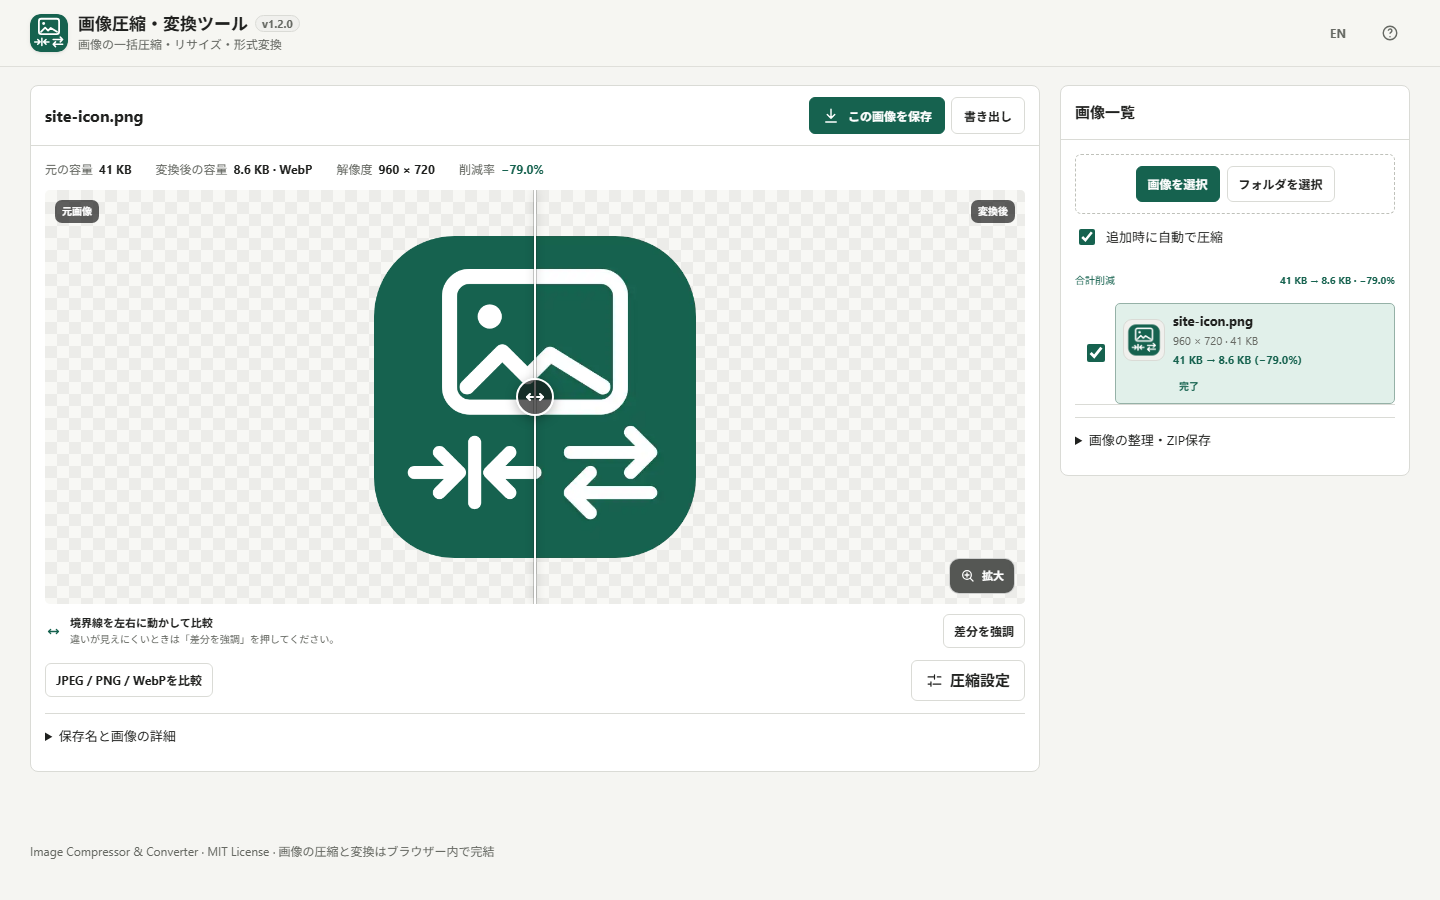 画像圧縮・変換ツール v1.2.0
画像の一括圧縮・リサイズ・形式変換
EN
site-icon.png
この画像を保存
書き出し
元の容量 41 KB 変換後の容量 8.6 KB · WebP 解像度 960 × 720 削減率 −79.0%
元画像
変換後
拡大
境界線を左右に動かして比較
違いが見えにくいときは「差分を強調」を押してください。
差分を強調
JPEG / PNG / WebPを比較
圧縮設定
保存名と画像の詳細
画像一覧
画像を選択
フォルダを選択
追加時に自動で圧縮
合計削減 41 KB → 8.6 KB · −79.0%
site-icon.png
960 × 720 · 41 KB
41 KB → 8.6 KB (−79.0%)
完了
画像の整理・ZIP保存
Image Compressor & Converter · MIT License · 画像の圧縮と変換はブラウザー内で完結